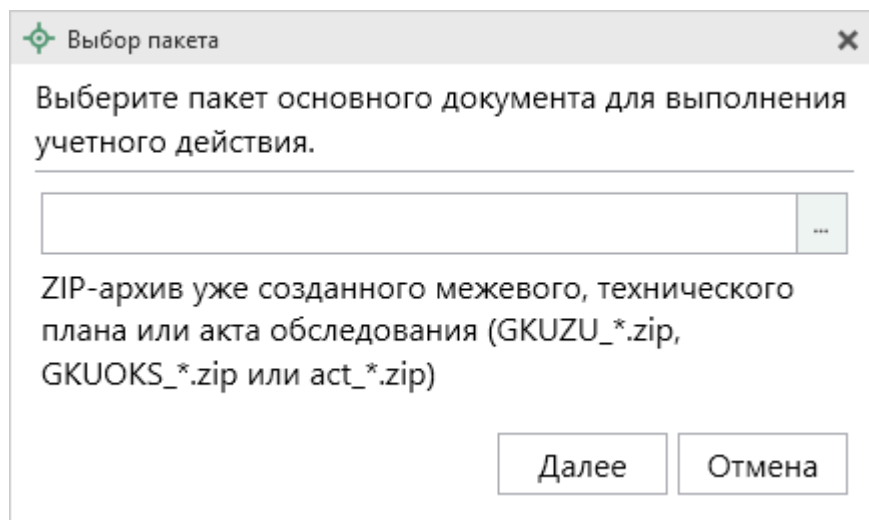 Выбор пакета
Выберите пакет основного документа для выполнения
учетного действия.
...
ZIP-архив уже созданного межевого, технического
плана или акта обследования (GKUZU_*.zip,
GKUOKS_*.zip или act_*.zip)
Далее Отмена